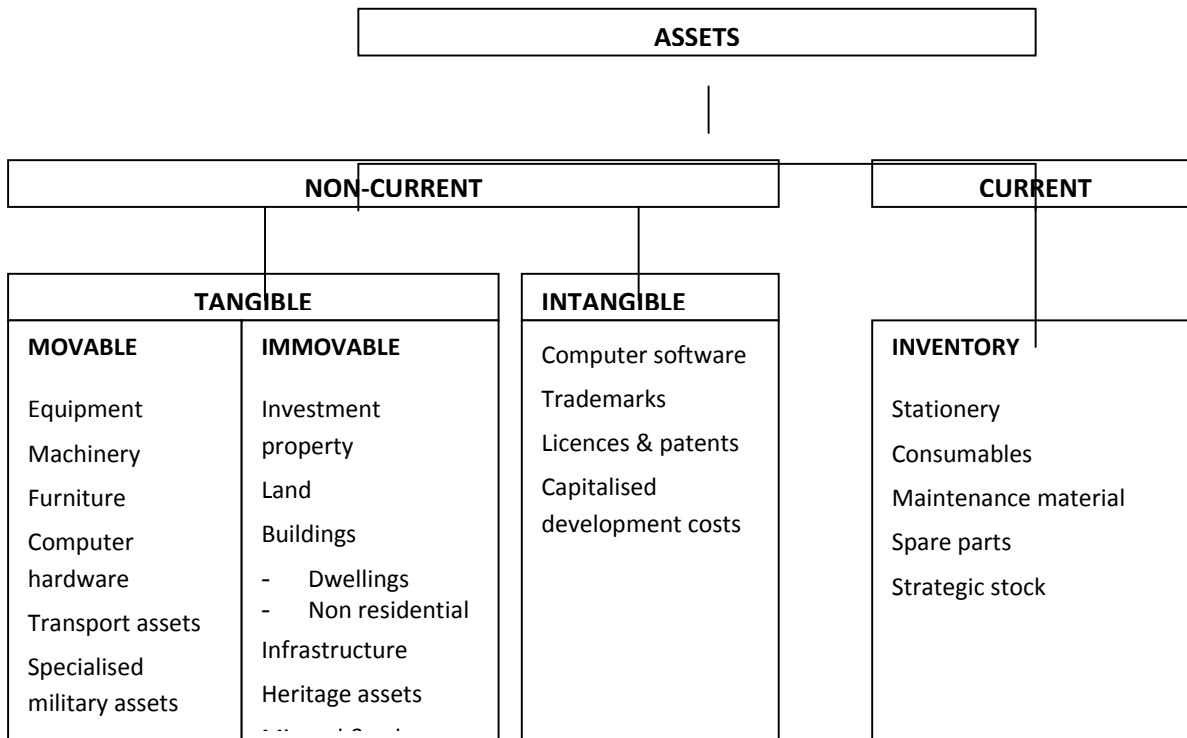 ASSETS
NON-CURRENT
CURRENT
TANGIBLE
INTANGIBLE
MOVABLE
Equipment
Machinery
Furniture
Computer
hardware
Transport assets
Specialised
military assets
IMMOVABLE
Investment
property
Land
Buildings
- Dwellings
- Non residential
Infrastructure
Heritage assets
Computer software
Trademarks
Licences & patents
Capitalised
development costs
INVENTORY
Stationery
Consumables
Maintenance material
Spare parts
Strategic stock